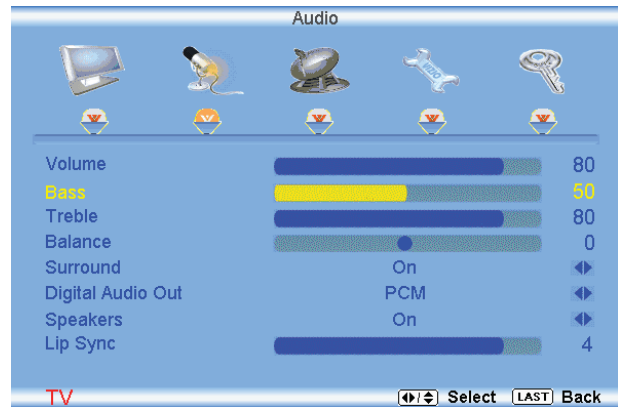 Audio
VIZIO
Volume 80
Bass 50
Treble 80
Balance 0
Surround On
Digital Audio Out PCM
Speakers On
Lip Sync 4
TV Select LAST Back